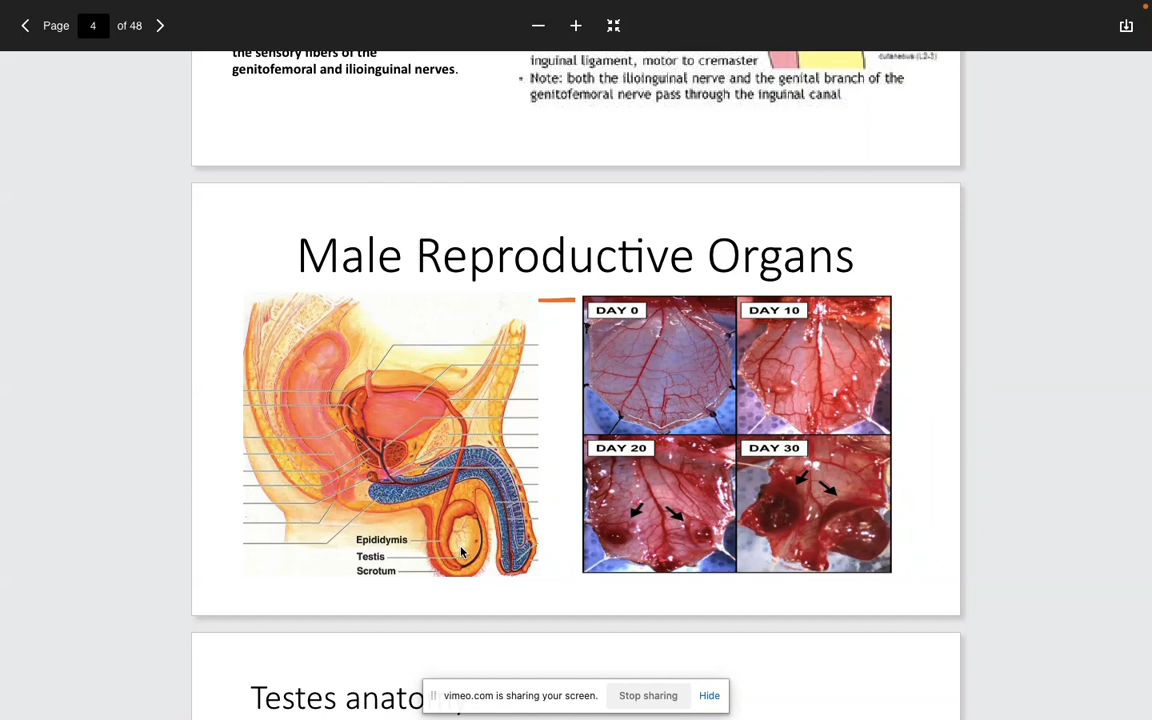 Page 4 of 48
the sensory fibers of the
genitofemoral and ilioinguinal nerves.
inguinal ligament, motor to cremaster
cutaneous (L2-3)
• Note: both the ilioinguinal nerve and the genital branch of the
genitofemoral nerve pass through the inguinal canal
Male Reproductive Organs
Epididymis
Testis
Scrotum
DAY 0
DAY 10
DAY 20
DAY 30
Testes anato
vimeo.com is sharing your screen.
Stop sharing
Hide